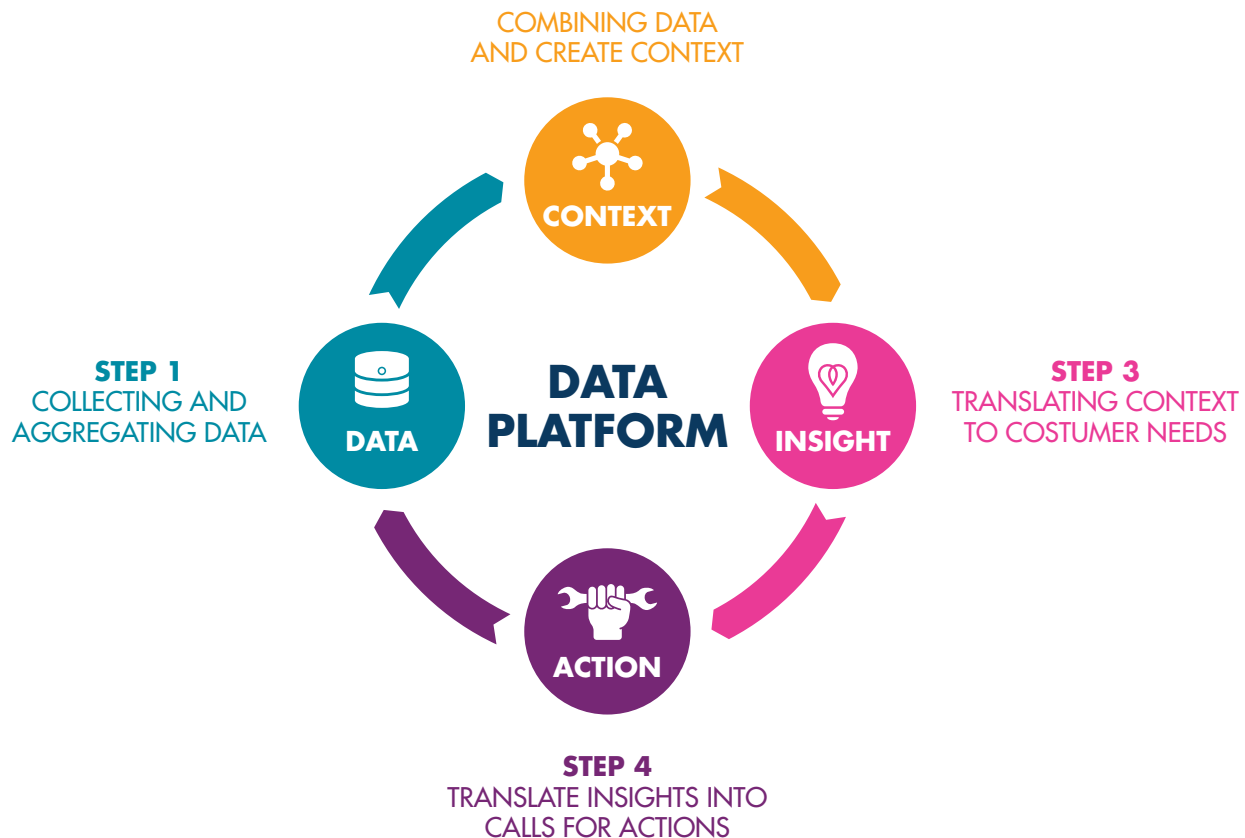 COMBINING DATA
AND CREATE CONTEXT
CONTEXT
STEP 1
COLLECTING AND
AGGREGATING DATA
DATA
DATA
PLATFORM
INSIGHT
STEP 3
TRANSLATING CONTEXT
TO COSTUMER NEEDS
ACTION
STEP 4
TRANSLATE INSIGHTS INTO
CALLS FOR ACTIONS